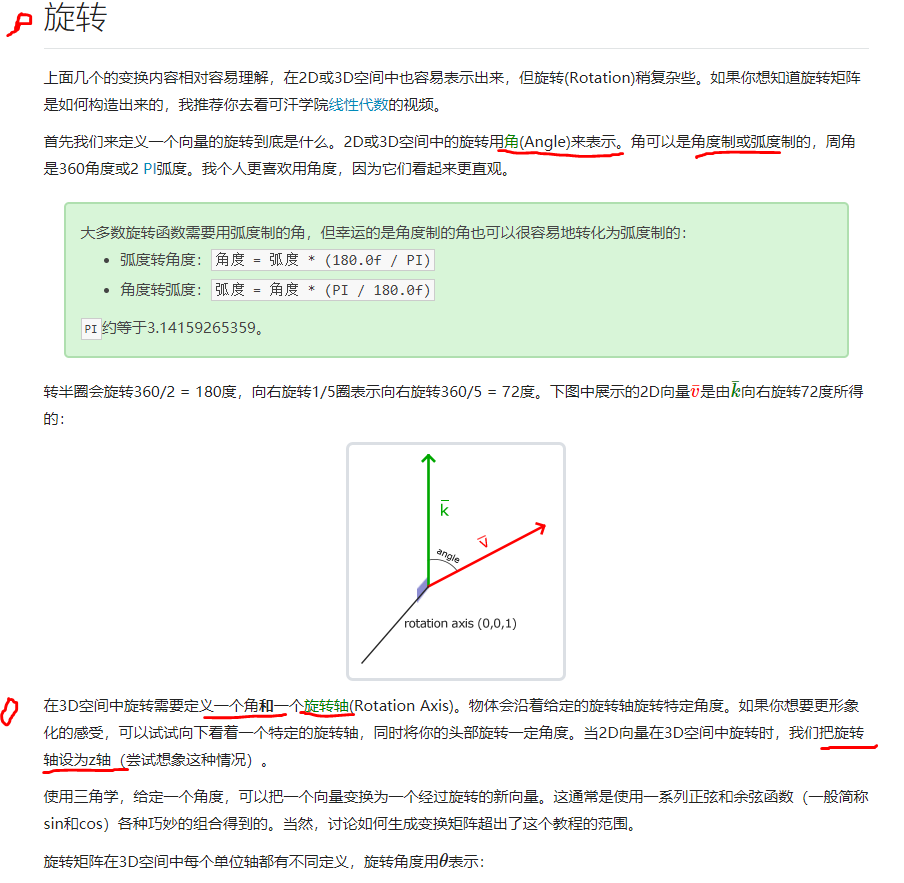 旋转
上面几个的变换内容相对容易理解，在2D或3D空间中也容易表示出来，但旋转(Rotation)稍复杂些。如果你想知道旋转矩阵
是如何构造出来的，我推荐你去看可汗学院线性代数的视频。
首先我们来定义一个向量的旋转到底是什么。2D或3D空间中的旋转用角(Angle)来表示。角可以是角度制或弧度制的，周角
是360角度或2 PI弧度。我个人更喜欢用角度，因为它们看起来更直观。
大多数旋转函数需要用弧度制的角，但幸运的是角度制的角也可以很容易地转化为弧度制的：
• 弧度转角度：角度 = 弧度 * (180.0f / PI)
• 角度转弧度：弧度 = 角度 * (PI / 180.0f)
PI约等于3.14159265359。
转半圈会旋转360/2 = 180度，向右旋转1/5圈表示向右旋转360/5 = 72度。下图中展示的2D向量v̄是由k̄向右旋转72度所得
的：
k̄
v̄
angle
rotation axis (0,0,1)
在3D空间中旋转需要定义一个角和一个旋转轴(Rotation Axis)。物体会沿着给定的旋转轴旋转特定角度。如果你想要更形象
化的感受，可以试试向下看着一个特定的旋转轴，同时将你的头部旋转一定角度。当2D向量在3D空间中旋转时，我们把旋转
轴设为z轴（尝试想象这种情况）。
使用三角学，给定一个角度，可以把一个向量变换为一个经过旋转的新向量。这通常是使用一系列正弦和余弦函数（一般简称
sin和cos）各种巧妙的组合得到的。当然，讨论如何生成变换矩阵超出了这个教程的范围。
旋转矩阵在3D空间中每个单位轴都有不同定义，旋转角度用θ表示：